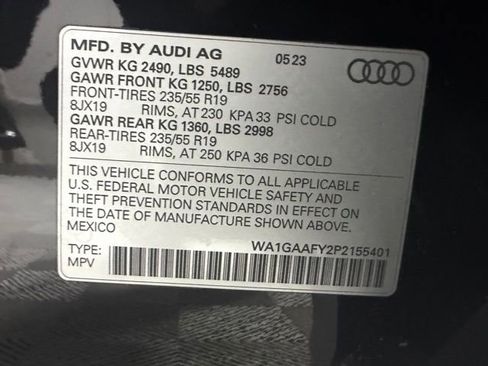 MFD. BY AUDI AG 05 23
GVWR KG 2490, LBS 5489
GAWR FRONT KG 1250, LBS 2756
FRONT-TIRES 235/55 R19
8JX19 RIMS, AT 230 KPA 33 PSI COLD
GAWR REAR KG 1360, LBS 2998
REAR-TIRES 235/55 R19
8JX19 RIMS, AT 250 KPA 36 PSI COLD
THIS VEHICLE CONFORMS TO ALL APPLICABLE
U.S. FEDERAL MOTOR VEHICLE SAFETY AND
THEFT PREVENTION STANDARDS IN EFFECT ON
THE DATE OF MANUFACTURE SHOWN ABOVE.
MEXICO WA1GAAFY2P2155401
TYPE:
MPV